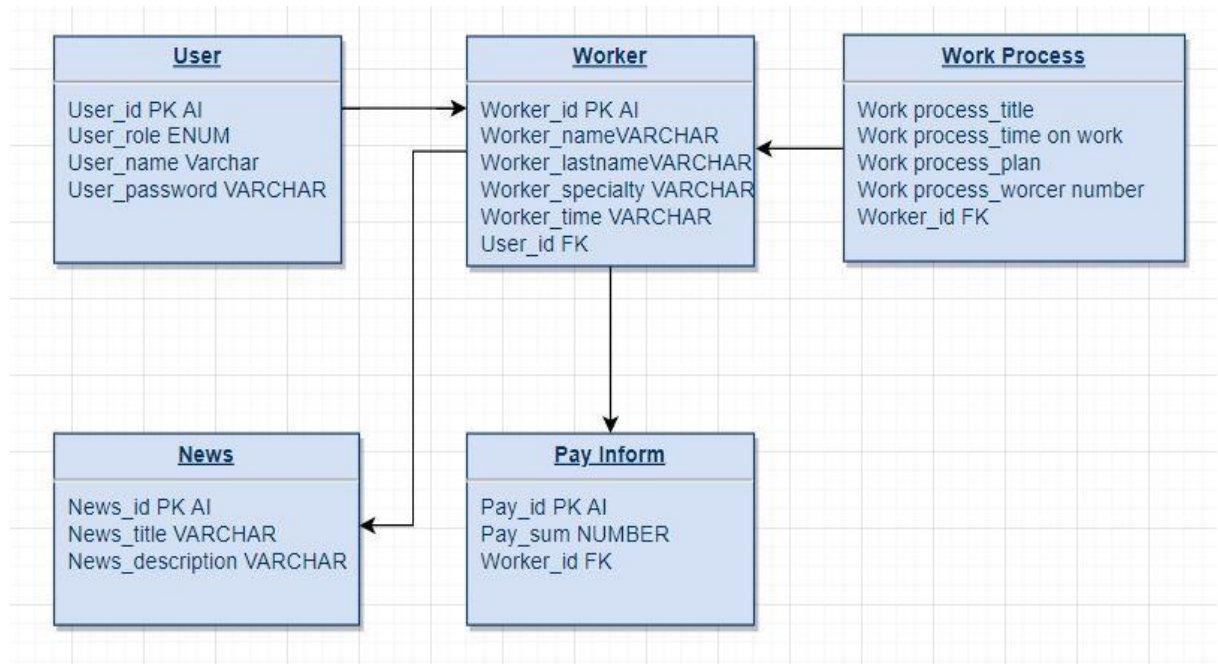 User
User_id PK AI
User_role ENUM
User_name Varchar
User_password VARCHAR
Worker
Worker_id PK AI
Worker_nameVARCHAR
Worker_lastnameVARCHAR
Worker_specialty VARCHAR
Worker_time VARCHAR
User_id FK
Work Process
Work process_title
Work process_time on work
Work process_plan
Work process_worcer number
Worker_id FK
News
News_id PK AI
News_title VARCHAR
News_description VARCHAR
Pay Inform
Pay_id PK AI
Pay_sum NUMBER
Worker_id FK